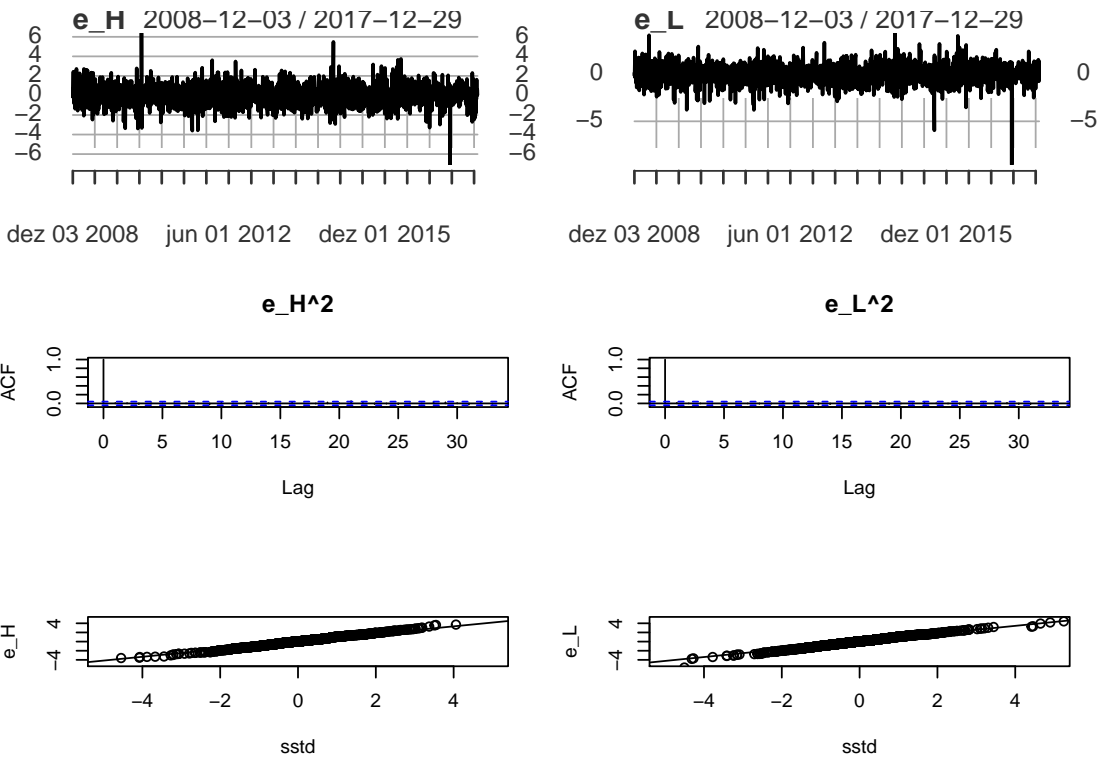 e_H 2008−12−03 / 2017−12−29
6 6
4 4
2 2
0 0
−2 −2
−4 −4
−6 −6
dez 03 2008 jun 01 2012 dez 01 2015
e_L 2008−12−03 / 2017−12−29
0 0
−5 −5
dez 03 2008 jun 01 2012 dez 01 2015
e_H^2
ACF
1.0
0.0
0 5 10 15 20 25 30
Lag
e_L^2
ACF
1.0
0.0
0 5 10 15 20 25 30
Lag
e_H
4
−4
−4 −2 0 2 4
sstd
e_L
4
−4
−4 −2 0 2 4
sstd